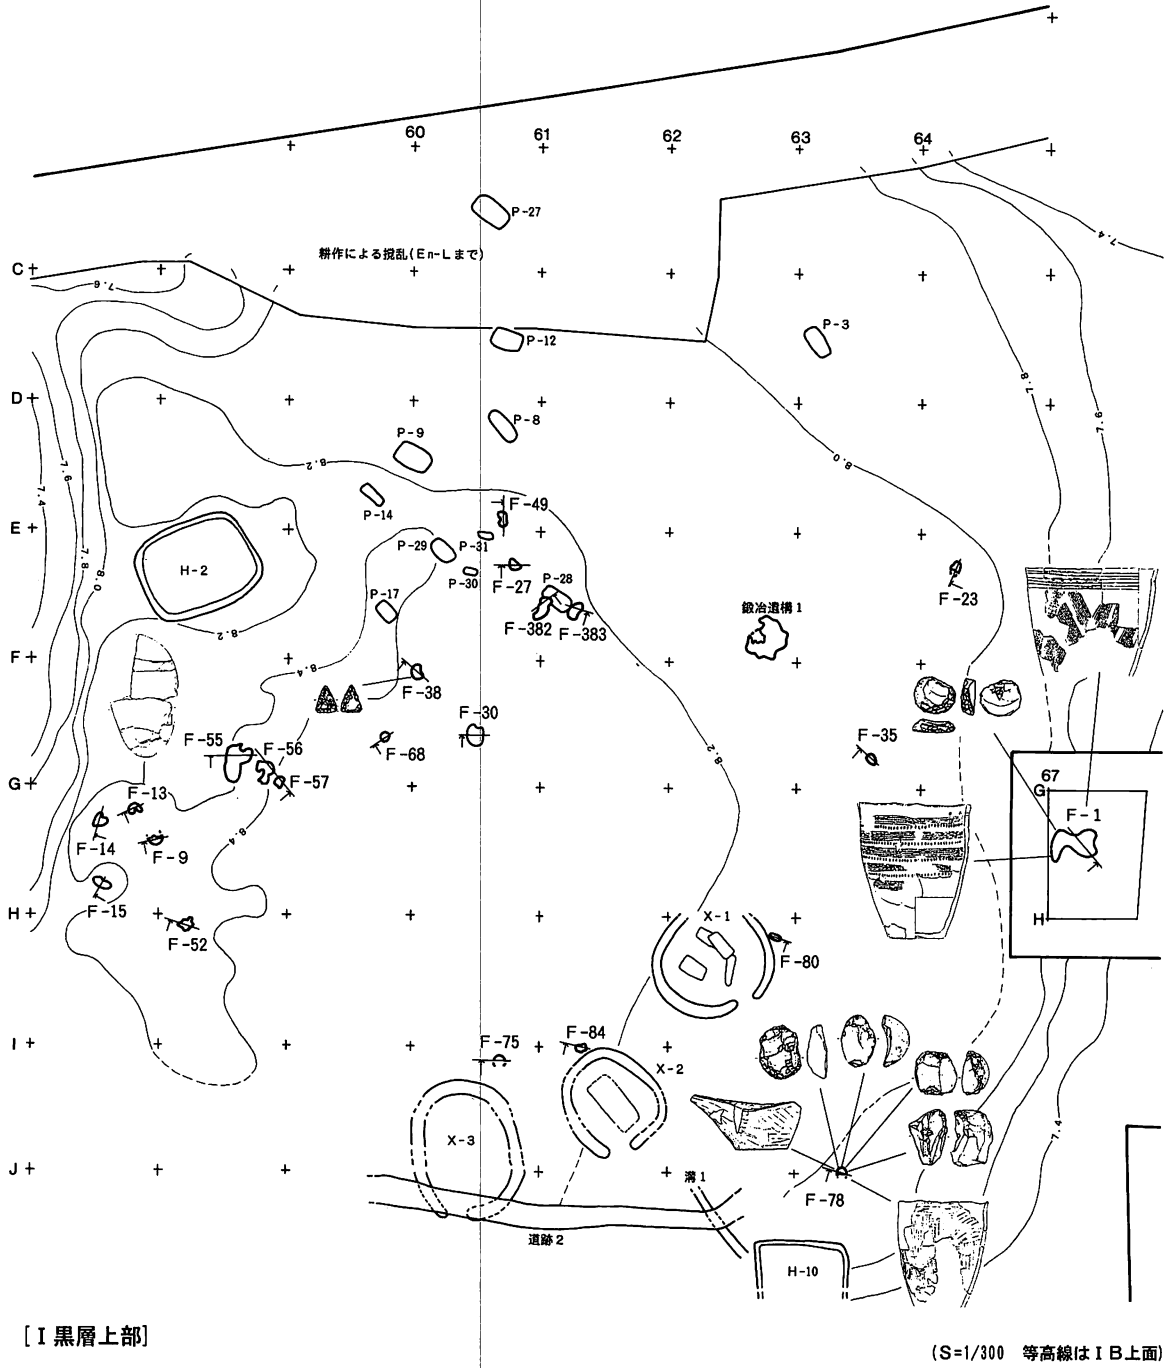 60 61 62 63 64
P-27
耕作による撹乱(En-Lまで)
7.4
C
7.6
P-12
P-3
7.8
7.6
D
P-8
P-9
8.2
8.0
7.6
7.4
P-14
F-49
E
P-29
P-31
7.8
8.0
H-2
P-30
F-27
P-28
F-23
P-17
F-382
F-383
鍛冶遺構1
8.2
F
8.4
F-38
F-30
F-55
F-56
F-68
F-35
8.2
F-57
G
F-13
67
G
F-1
8.4
F-14
F-9
F-15
H
F-52
X-1
H
F-80
I
F-75
F-84
X-2
X-3
7.4
J
溝1
F-78
道跡2
H-10
[I黒層上部]
(S=1/300 等高線はIB上面)